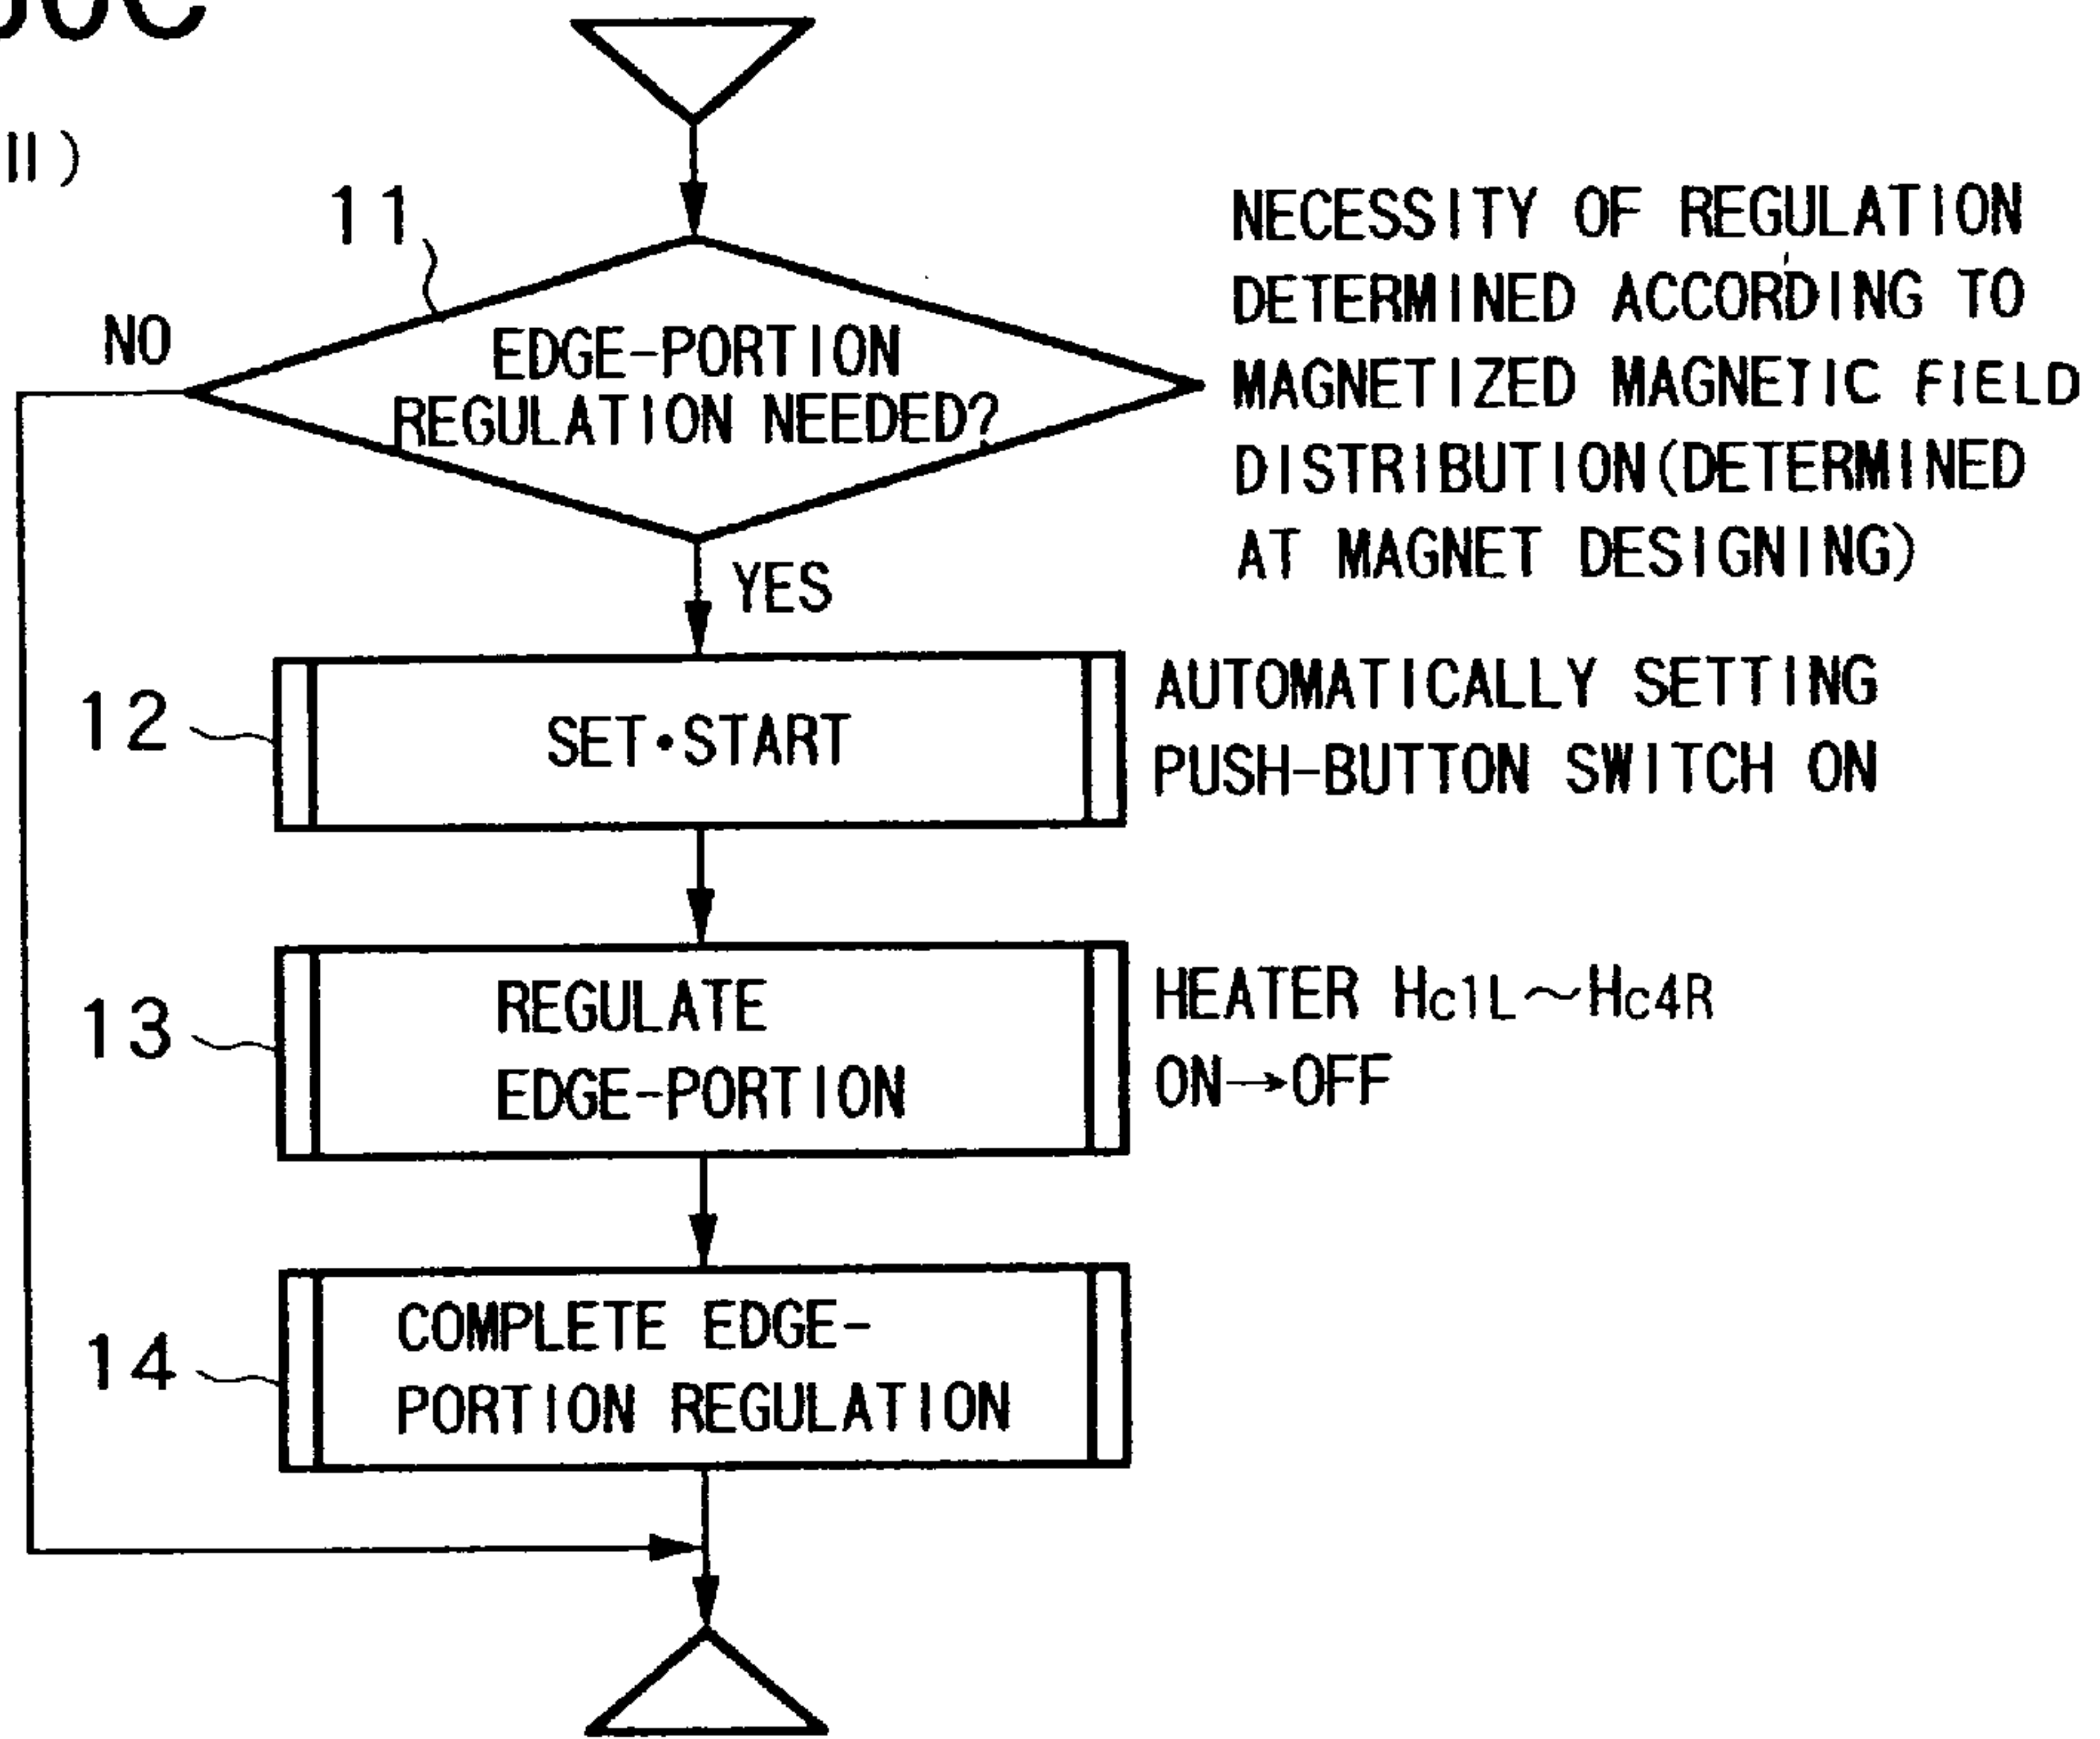 II)
11
NECESSITY OF REGULATION
DETERMINED ACCORDING TO
MAGNETIZED MAGNETIC FIELD
DISTRIBUTION(DETERMINED
AT MAGNET DESIGNING)
NO
EDGE-PORTION
REGULATION NEEDED?
YES
12
SET•START
AUTOMATICALLY SETTING
PUSH-BUTTON SWITCH ON
13
REGULATE
EDGE-PORTION
HEATER Hc1L～Hc4R
ON→OFF
14
COMPLETE EDGE-
PORTION REGULATION